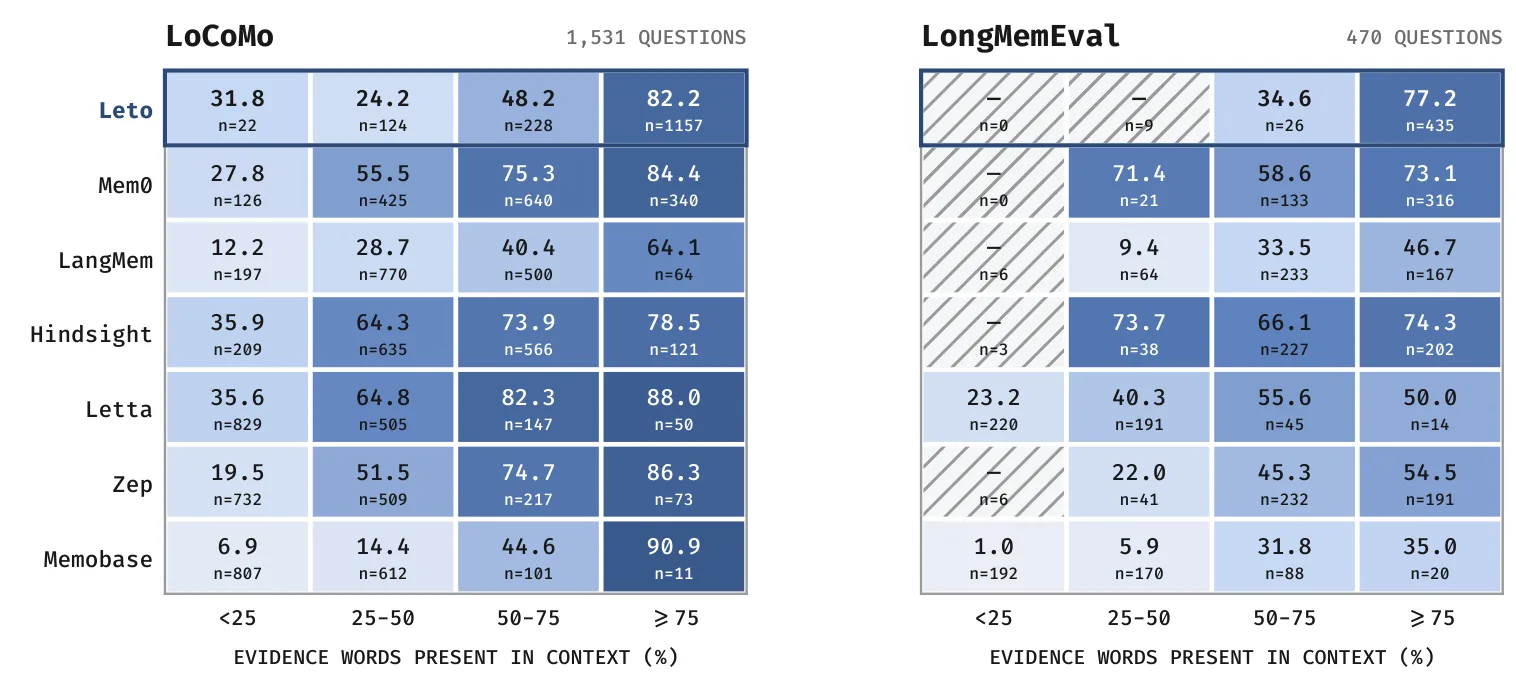 LoCoMo 1,531 QUESTIONS
Leto 31.8 24.2 48.2 82.2
n=22 n=124 n=228 n=1157
Mem0 27.8 55.5 75.3 84.4
n=126 n=425 n=640 n=340
LangMem 12.2 28.7 40.4 64.1
n=197 n=770 n=500 n=64
Hindsight 35.9 64.3 73.9 78.5
n=209 n=635 n=566 n=121
Letta 35.6 64.8 82.3 88.0
n=829 n=505 n=147 n=50
Zep 19.5 51.5 74.7 86.3
n=732 n=509 n=217 n=73
Memobase 6.9 14.4 44.6 90.9
n=807 n=612 n=101 n=11
<25 25-50 50-75 ⩾75
EVIDENCE WORDS PRESENT IN CONTEXT (%)
LongMemEval 470 QUESTIONS
— — 34.6 77.2
n=0 n=9 n=26 n=435
— 71.4 58.6 73.1
n=0 n=21 n=133 n=316
— 9.4 33.5 46.7
n=6 n=64 n=233 n=167
— 73.7 66.1 74.3
n=3 n=38 n=227 n=202
23.2 40.3 55.6 50.0
n=220 n=191 n=45 n=14
— 22.0 45.3 54.5
n=6 n=41 n=232 n=191
1.0 5.9 31.8 35.0
n=192 n=170 n=88 n=20
<25 25-50 50-75 ⩾75
EVIDENCE WORDS PRESENT IN CONTEXT (%)